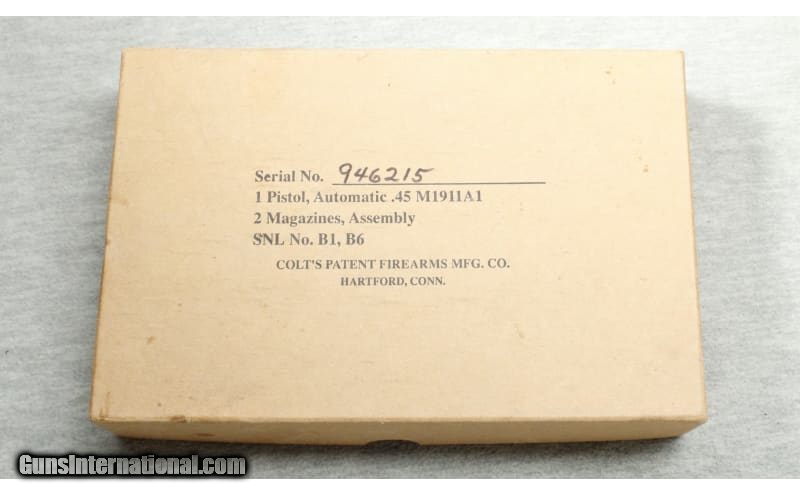 Serial No. 946215
1 Pistol, Automatic .45 M1911A1
2 Magazines, Assembly
SNL No. B1, B6
COLT'S PATENT FIREARMS MFG. CO.
HARTFORD, CONN.
GunsInternational.com